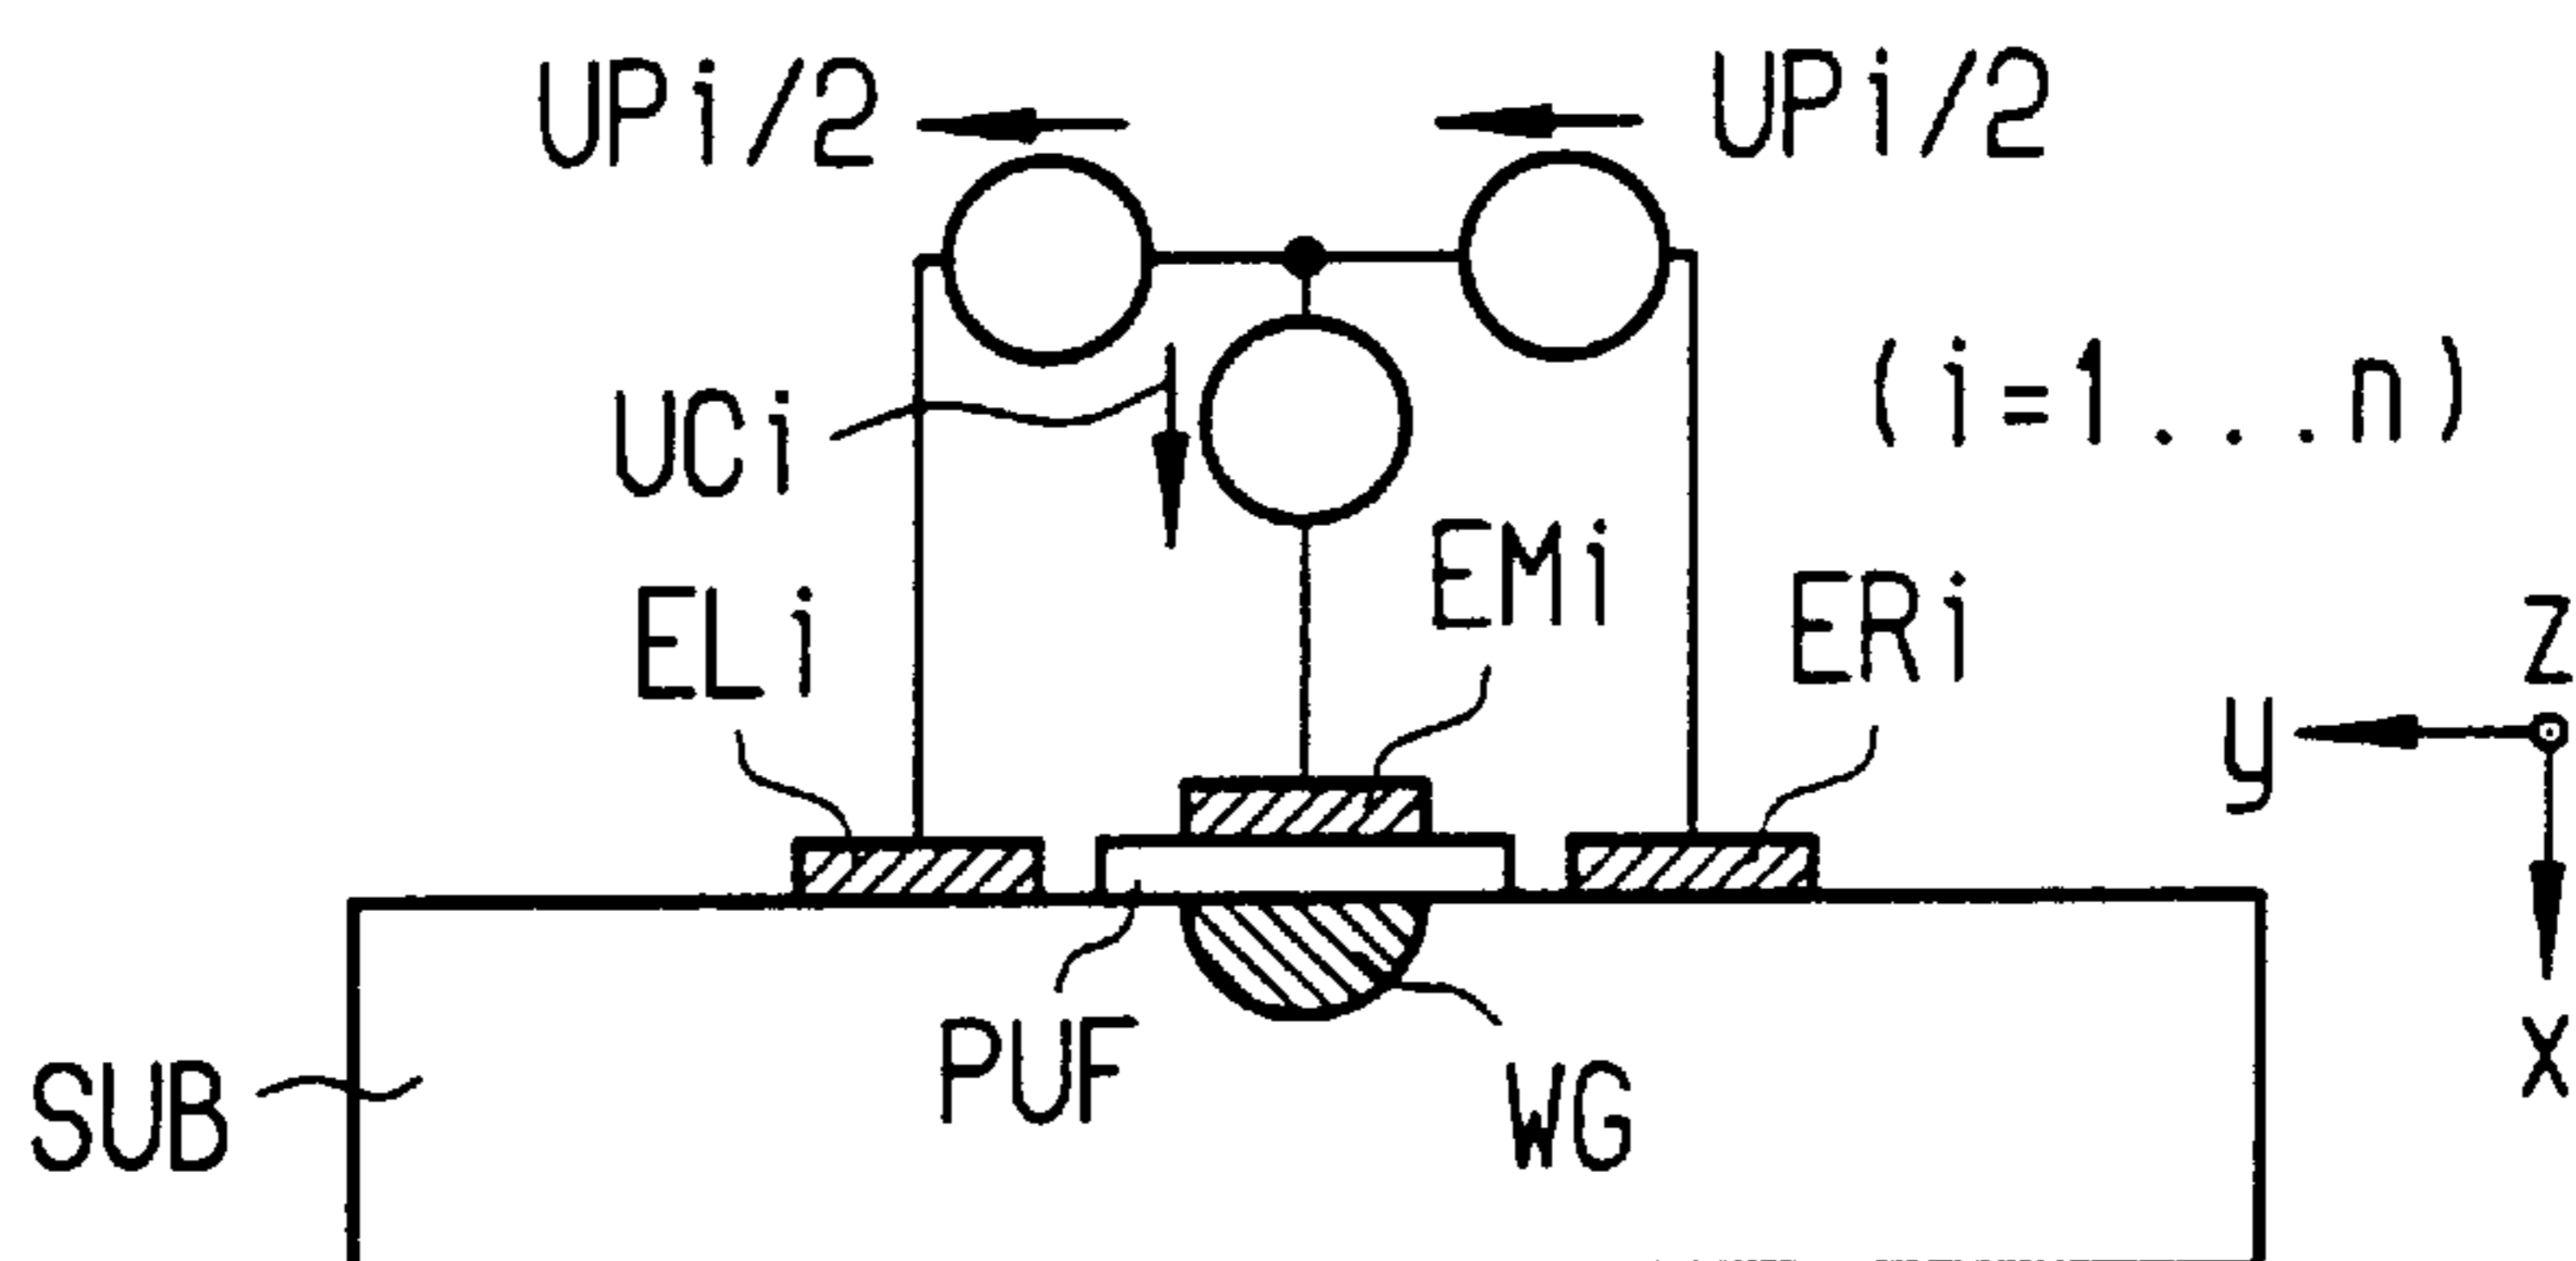 UPi/2
UPi/2
(i=1...n)
UCi
EMi
ELi
ERi
Z
y
X
PUF
WG
SUB